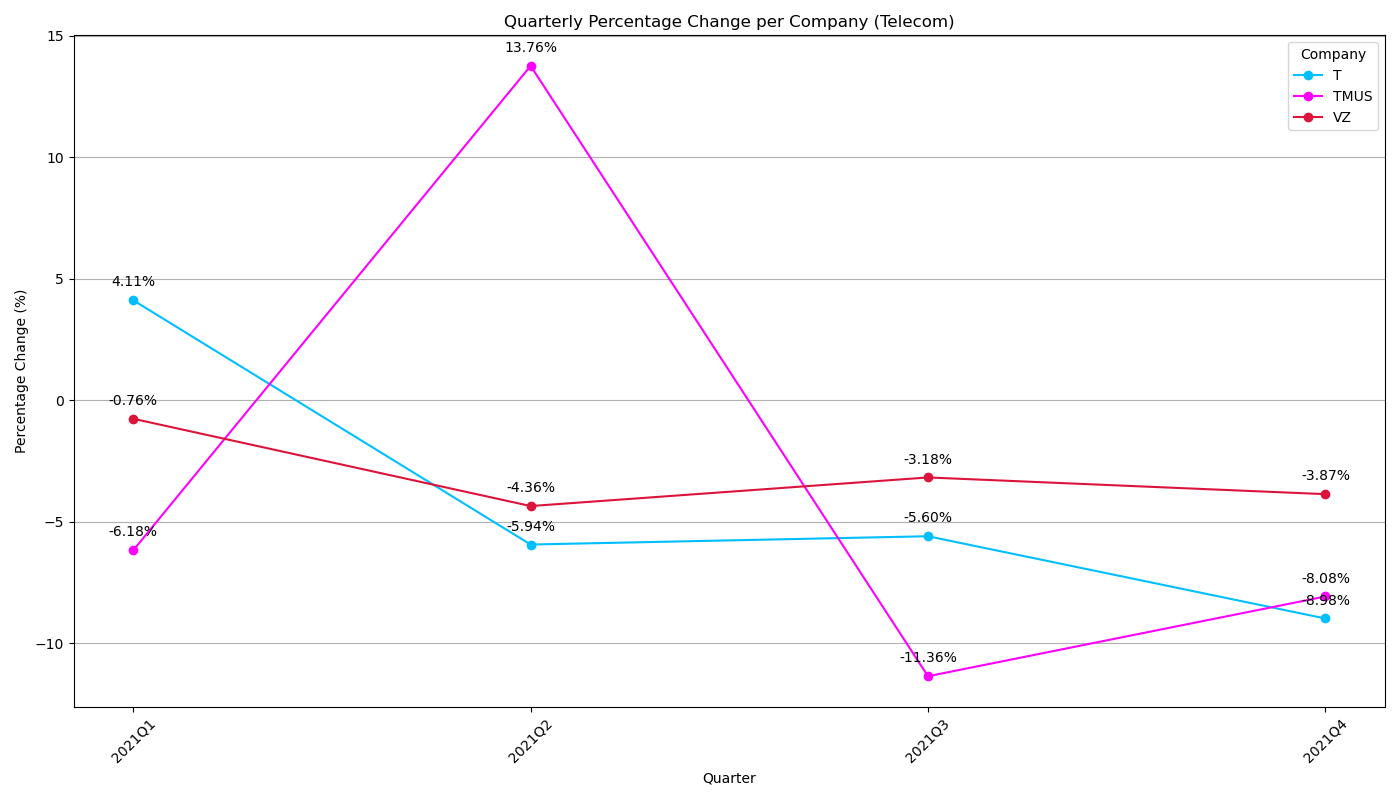 Quarterly Percentage Change per Company (Telecom)
15
10
5
0
−5
−10
Percentage Change (%)
13.76%
4.11%
-0.76%
-6.18%
-4.36%
-5.94%
-3.18%
-5.60%
-11.36%
-3.87%
-8.08%
-8.98%
Company
T
TMUS
VZ
2021Q1
2021Q2
2021Q3
2021Q4
Quarter